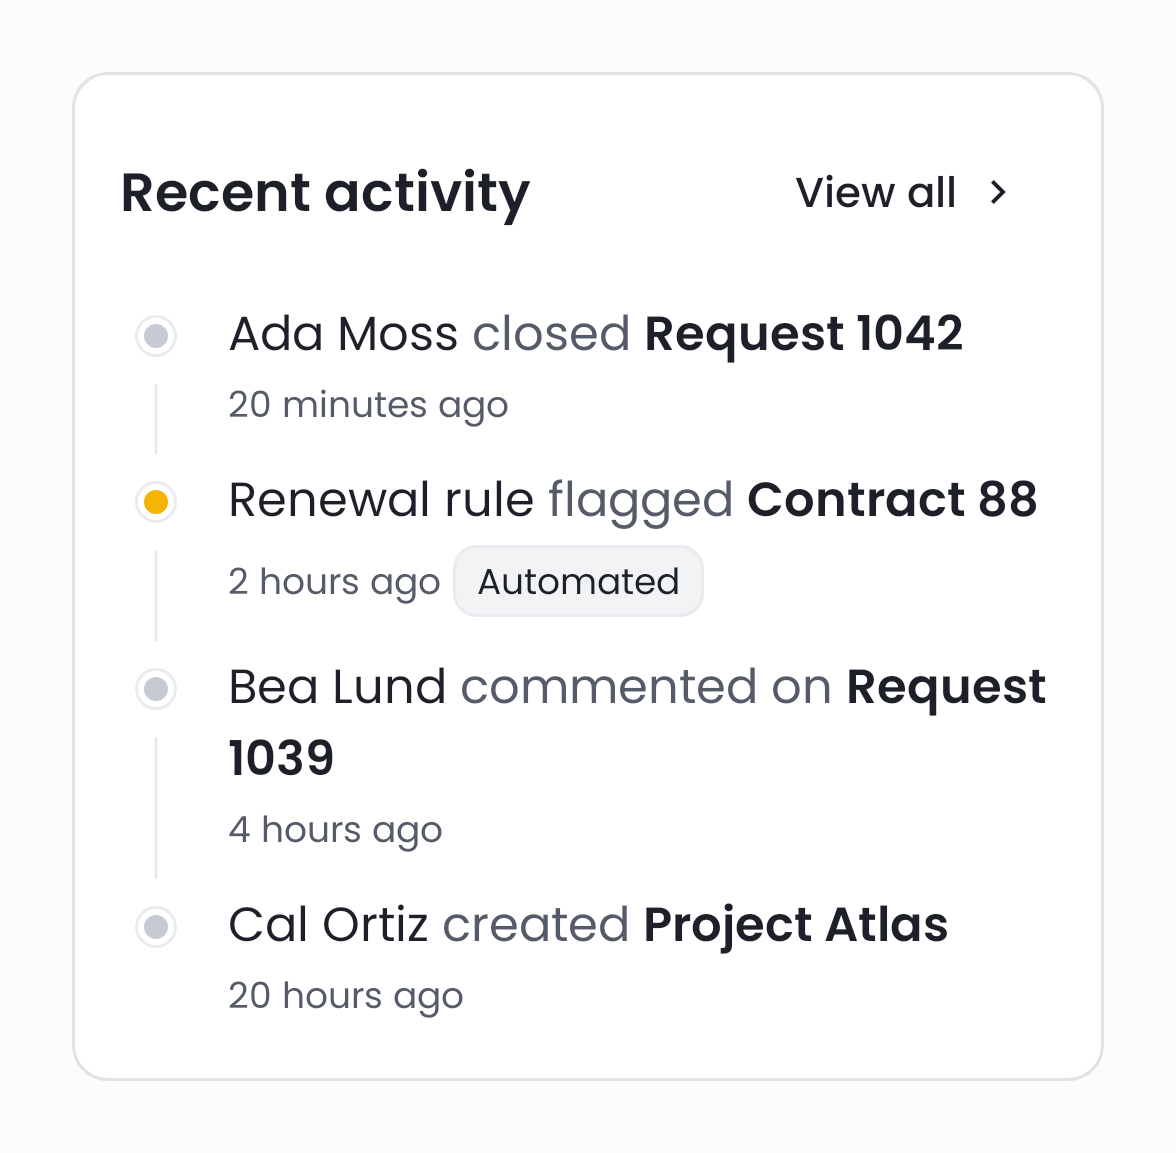 Recent activity
View all
Ada Moss closed Request 1042
20 minutes ago
Renewal rule flagged Contract 88
2 hours ago Automated
Bea Lund commented on Request
1039
4 hours ago
Cal Ortiz created Project Atlas
20 hours ago